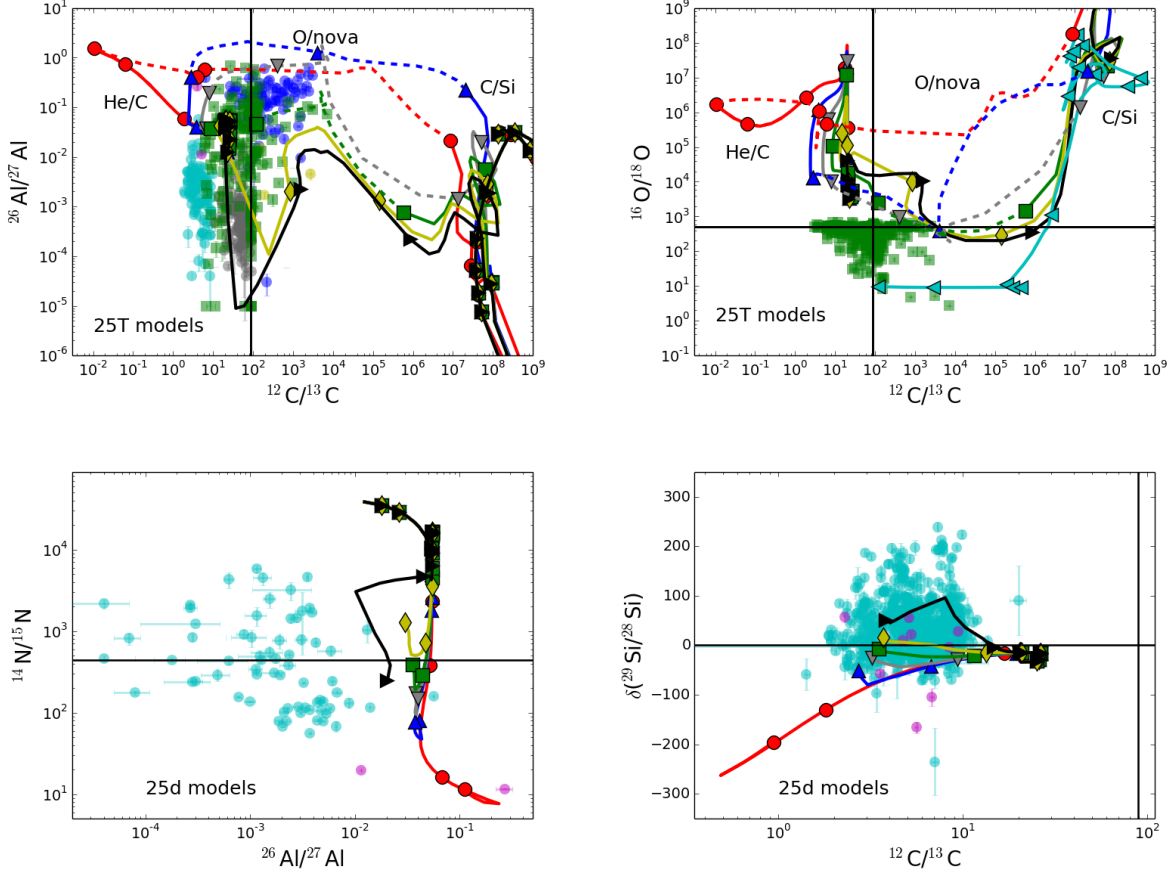 10¹
10⁰
10⁻¹
10⁻²
10⁻³
10⁻⁴
10⁻⁵
10⁻⁶
²⁶Al/²⁷Al
He/C
O/nova
C/Si
25T models
10⁻² 10⁻¹ 10⁰ 10¹ 10² 10³ 10⁴ 10⁵ 10⁶ 10⁷ 10⁸ 10⁹
¹²C/¹³C
10⁹
10⁸
10⁷
10⁶
10⁵
10⁴
10³
10²
10¹
10⁰
10⁻¹
¹⁶O/¹⁸O
O/nova
C/Si
He/C
25T models
10⁻² 10⁻¹ 10⁰ 10¹ 10² 10³ 10⁴ 10⁵ 10⁶ 10⁷ 10⁸ 10⁹
¹²C/¹³C
10⁴
10³
10²
10¹
¹⁴N/¹⁵N
25d models
10⁻⁴ 10⁻³ 10⁻² 10⁻¹
²⁶Al/²⁷Al
300
200
100
0
−100
−200
−300
δ(²⁹Si/²⁸Si)
25d models
10⁰ 10¹ 10²
¹²C/¹³C